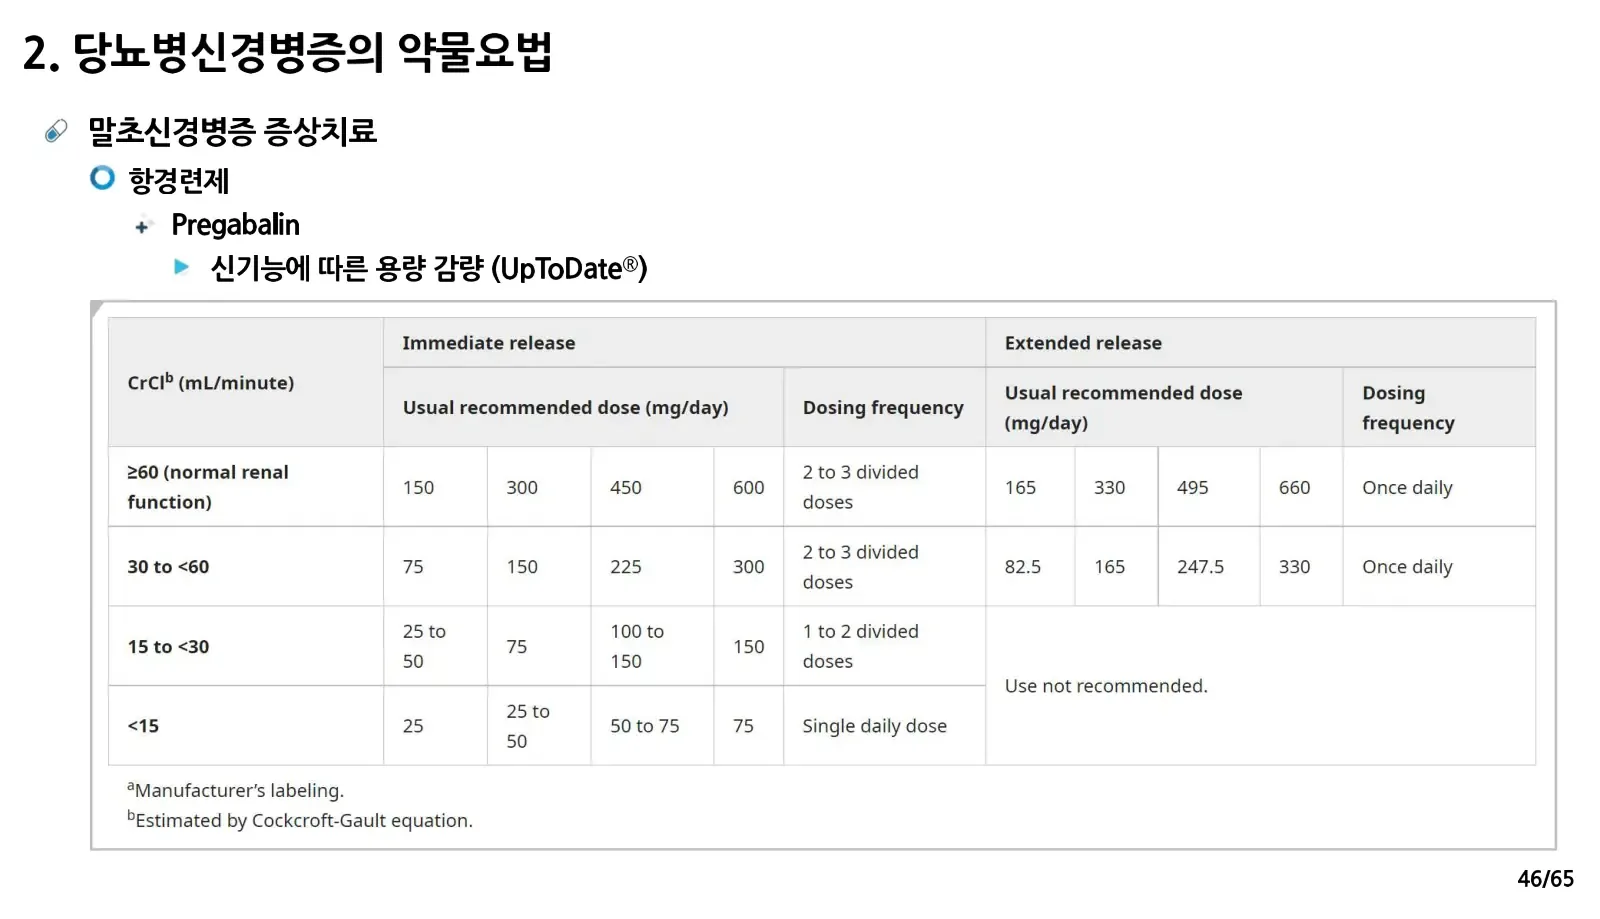 2. 당뇨병신경병증의 약물요법
말초신경병증 증상치료
항경련제
Pregabalin
신기능에 따른 용량 감량 (UpToDate®)
CrClb (mL/minute)
Immediate release
Extended release
Usual recommended dose (mg/day)
Dosing frequency
Usual recommended dose
(mg/day)
Dosing
frequency
≥60 (normal renal
function)
150
300
450
600
2 to 3 divided
doses
165
330
495
660
Once daily
30 to <60
75
150
225
300
2 to 3 divided
doses
82.5
165
247.5
330
Once daily
15 to <30
25 to
50
75
100 to
150
150
1 to 2 divided
doses
Use not recommended.
<15
25
25 to
50
50 to 75
75
Single daily dose
aManufacturer’s labeling.
bEstimated by Cockcroft-Gault equation.
46/65